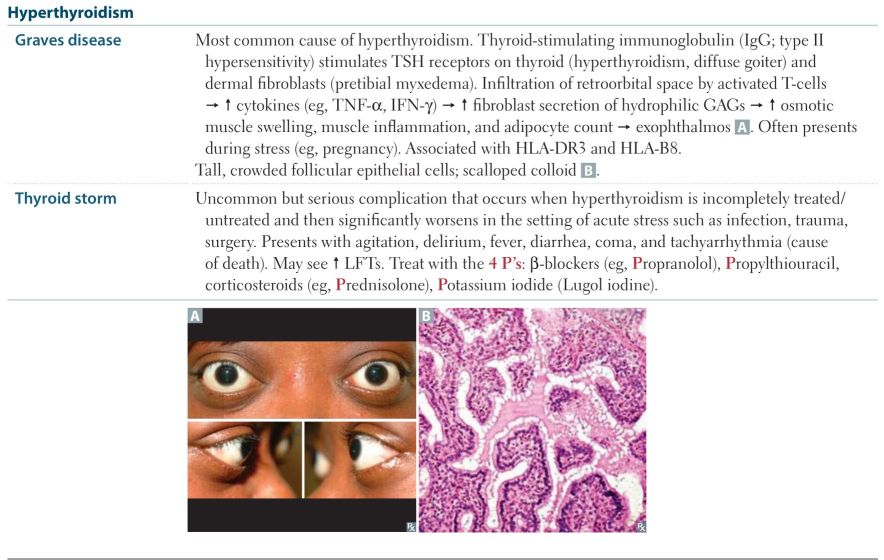 Hyperthyroidism
Graves disease
Most common cause of hyperthyroidism. Thyroid-stimulating immunoglobulin (IgG; type II
hypersensitivity) stimulates TSH receptors on thyroid (hyperthyroidism, diffuse goiter) and
dermal fibroblasts (pretibial myxedema). Infiltration of retroorbital space by activated T-cells
→ ↑ cytokines (eg, TNF-α, IFN-γ) → ↑ fibroblast secretion of hydrophilic GAGs → ↑ osmotic
muscle swelling, muscle inflammation, and adipocyte count → exophthalmos A. Often presents
during stress (eg, pregnancy). Associated with HLA-DR3 and HLA-B8.
Tall, crowded follicular epithelial cells; scalloped colloid B.
Thyroid storm
Uncommon but serious complication that occurs when hyperthyroidism is incompletely treated/
untreated and then significantly worsens in the setting of acute stress such as infection, trauma,
surgery. Presents with agitation, delirium, fever, diarrhea, coma, and tachyarrhythmia (cause
of death). May see ↑ LFTs. Treat with the 4 P's: β-blockers (eg, Propranolol), Propylthiouracil,
corticosteroids (eg, Prednisolone), Potassium iodide (Lugol iodine).
A
B
℞
℞